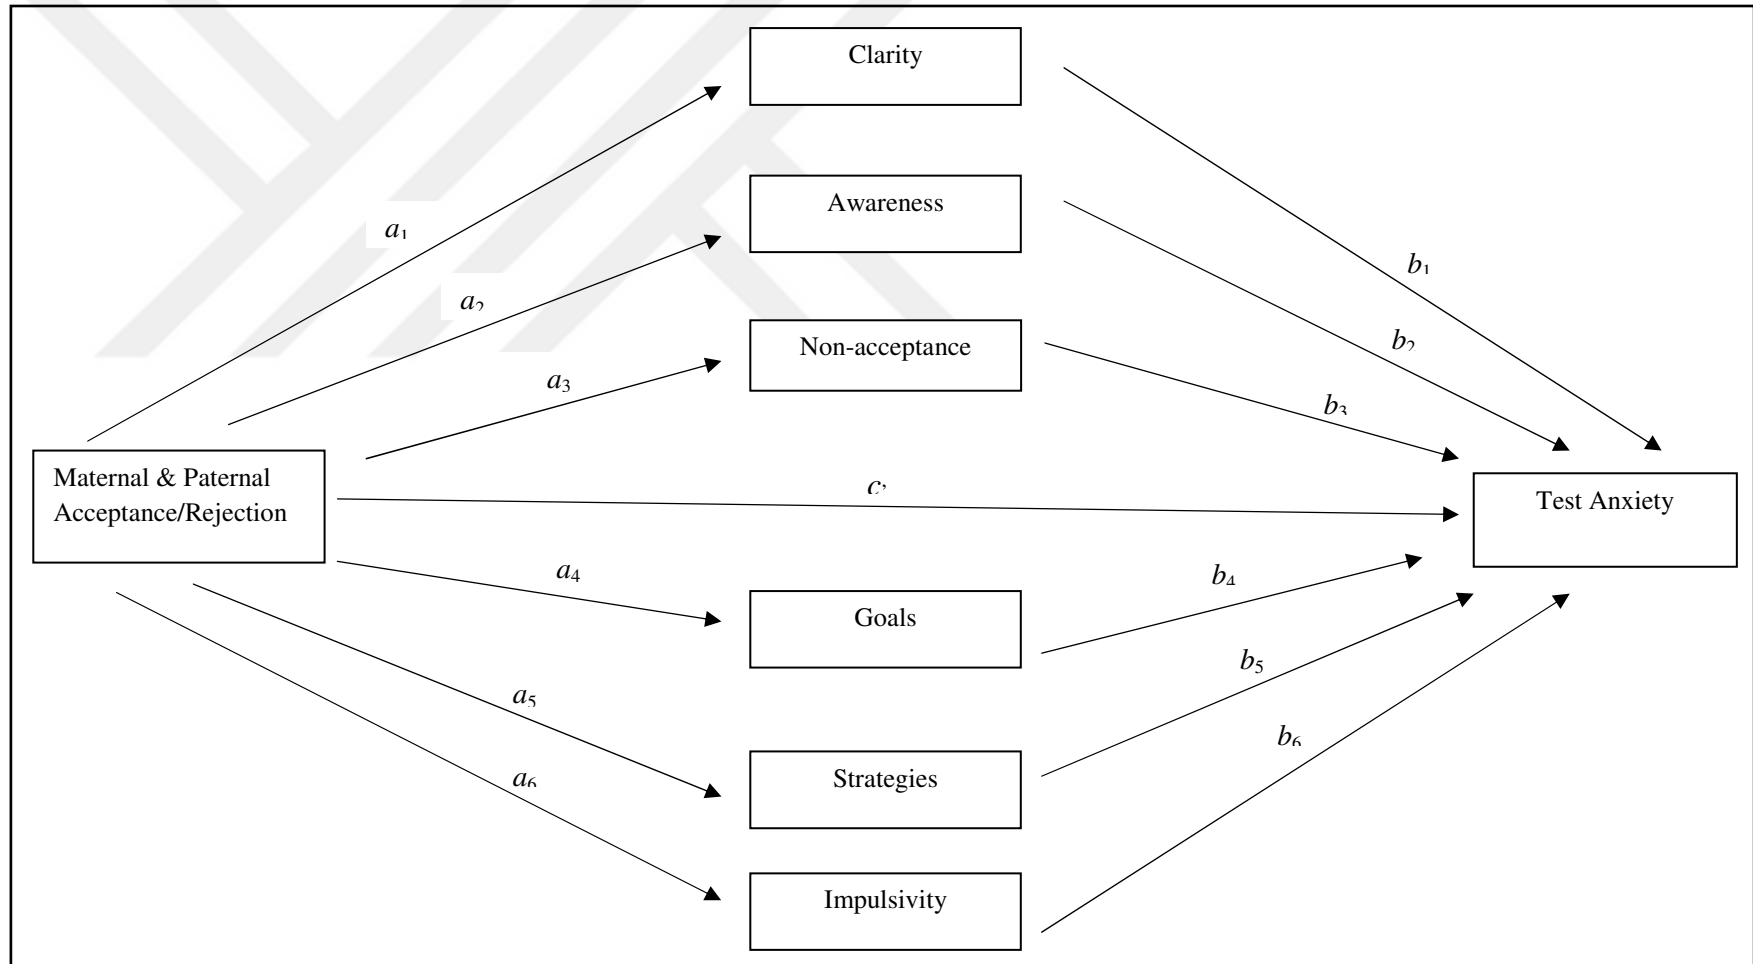 Clarity
a₁
Awareness
b₁
a₂
b₂
Non-acceptance
a₃
b₃
Maternal & Paternal
Acceptance/Rejection
c'
Test Anxiety
a₄
b₄
Goals
b₅
a₅
b₆
Strategies
a₆
Impulsivity